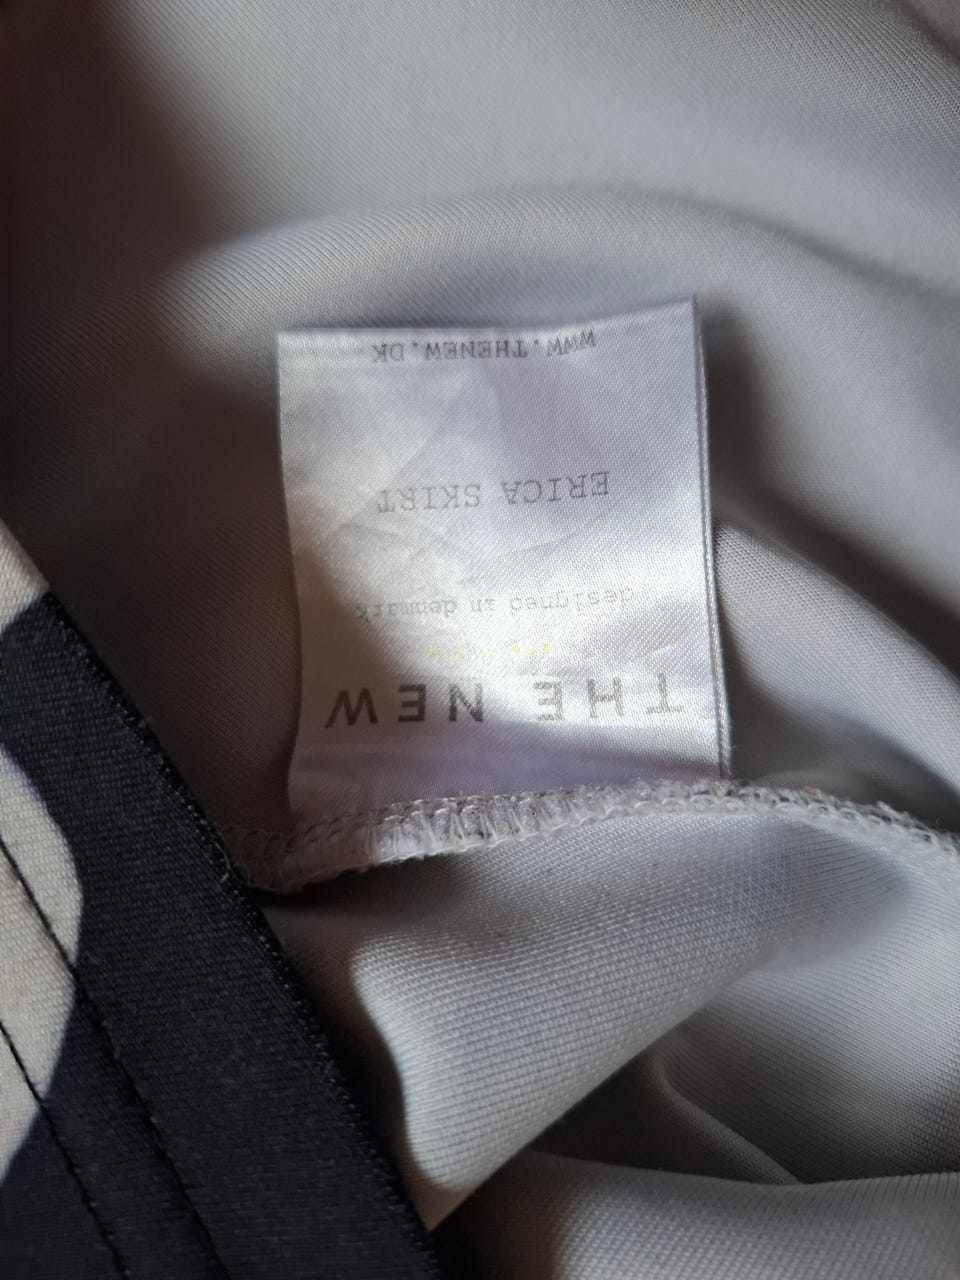 THE NEW
designed in denmark
ERICA SKIRT
WWW.THENEW.DK